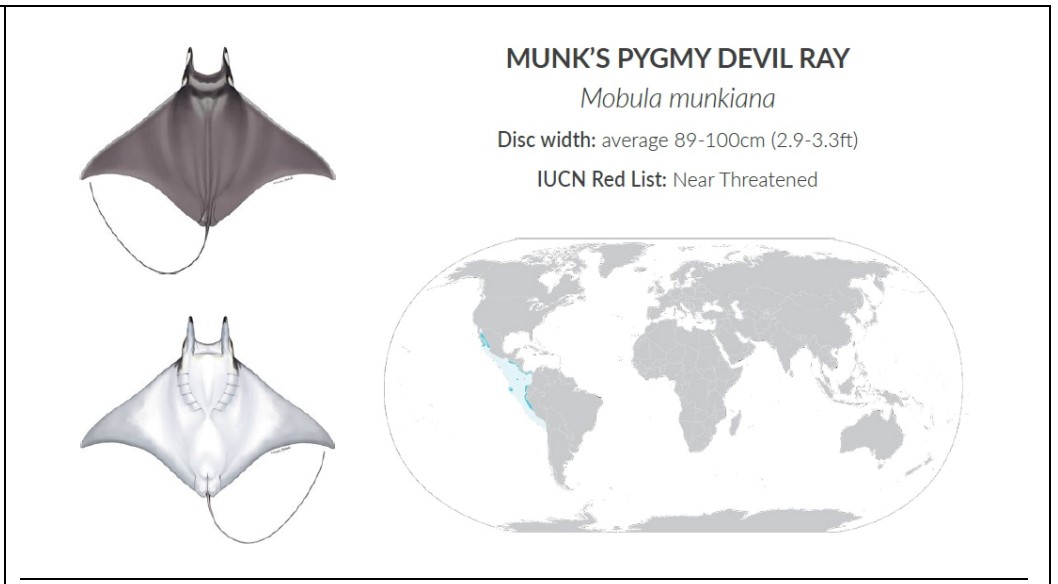 MUNK'S PYGMY DEVIL RAY
Mobula munkiana
Disc width: average 89-100cm (2.9-3.3ft)
IUCN Red List: Near Threatened